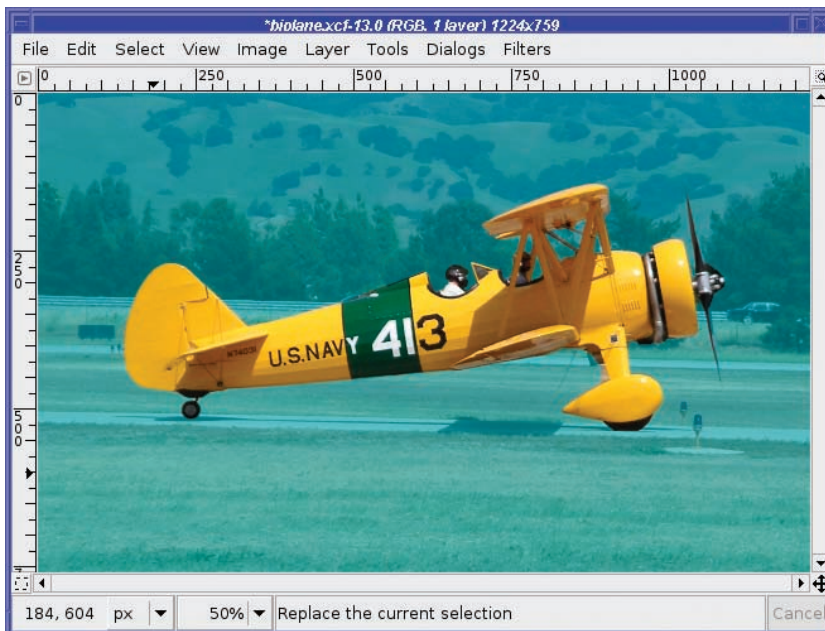 *biolane.xcf-13.0 (RGB, 1 layer) 1224x759
File Edit Select View Image Layer Tools Dialogs Filters
0 250 500 750 1000
0
250
U.S.NAVY 413
500
184, 604 px 50% Replace the current selection Cancel